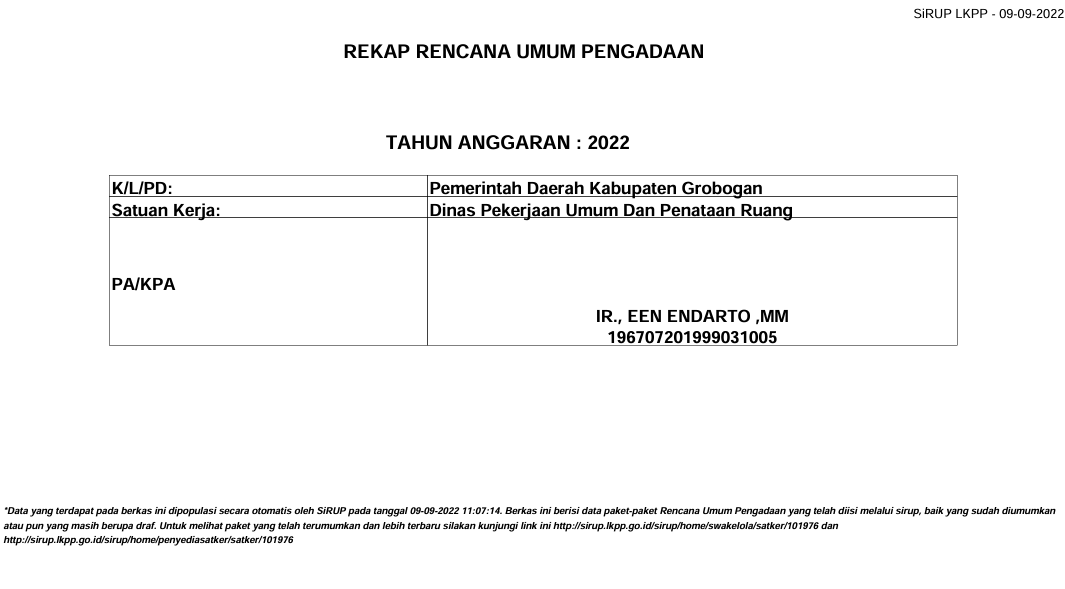 SiRUP LKPP - 09-09-2022
REKAP RENCANA UMUM PENGADAAN
TAHUN ANGGARAN : 2022
K/L/PD: Pemerintah Daerah Kabupaten Grobogan
Satuan Kerja: Dinas Pekerjaan Umum Dan Penataan Ruang
PA/KPA
IR., EEN ENDARTO ,MM
196707201999031005
*Data yang terdapat pada berkas ini dipopulasi secara otomatis oleh SiRUP pada tanggal 09-09-2022 11:07:14. Berkas ini berisi data paket-paket Rencana Umum Pengadaan yang telah diisi melalui sirup, baik yang sudah diumumkan
atau pun yang masih berupa draf. Untuk melihat paket yang telah terumumkan dan lebih terbaru silakan kunjungi link ini http://sirup.lkpp.go.id/sirup/home/swakelola/satker/101976 dan
http://sirup.lkpp.go.id/sirup/home/penyediasatker/satker/101976